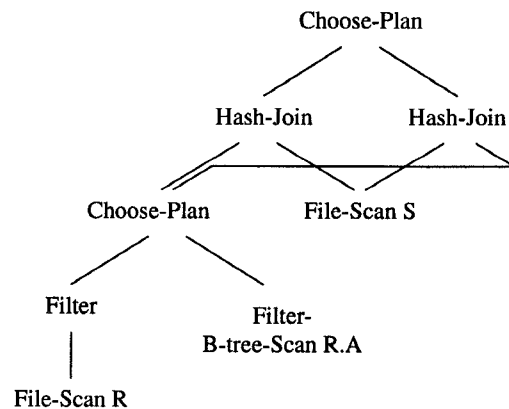 Choose-Plan
Hash-Join Hash-Join
Choose-Plan File-Scan S
Filter Filter-
B-tree-Scan R.A
File-Scan R